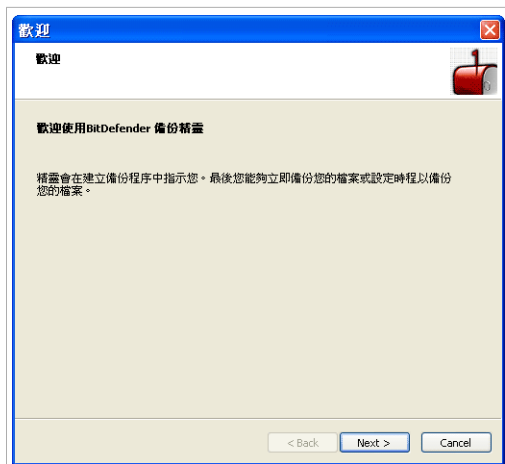 歡迎
歡迎
歡迎使用BitDefender 備份精靈
精靈會在建立備份程序中指示您。最後您能夠立即備份您的檔案或設定時程以備份
您的檔案。
< Back
Next >
Cancel